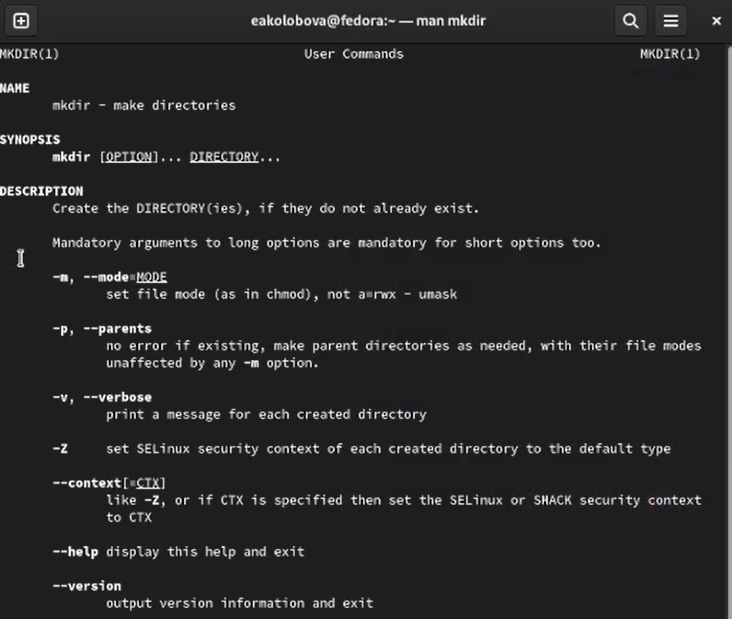 eakolobova@fedora:~ — man mkdir
MKDIR(1) User Commands MKDIR(1)
NAME
mkdir - make directories
SYNOPSIS
mkdir [OPTION]... DIRECTORY...
DESCRIPTION
Create the DIRECTORY(ies), if they do not already exist.
Mandatory arguments to long options are mandatory for short options too.
-m, --mode=MODE
set file mode (as in chmod), not a=rwx - umask
-p, --parents
no error if existing, make parent directories as needed, with their file modes
unaffected by any -m option.
-v, --verbose
print a message for each created directory
-Z set SELinux security context of each created directory to the default type
--context[=CTX]
like -Z, or if CTX is specified then set the SELinux or SMACK security context
to CTX
--help display this help and exit
--version
output version information and exit